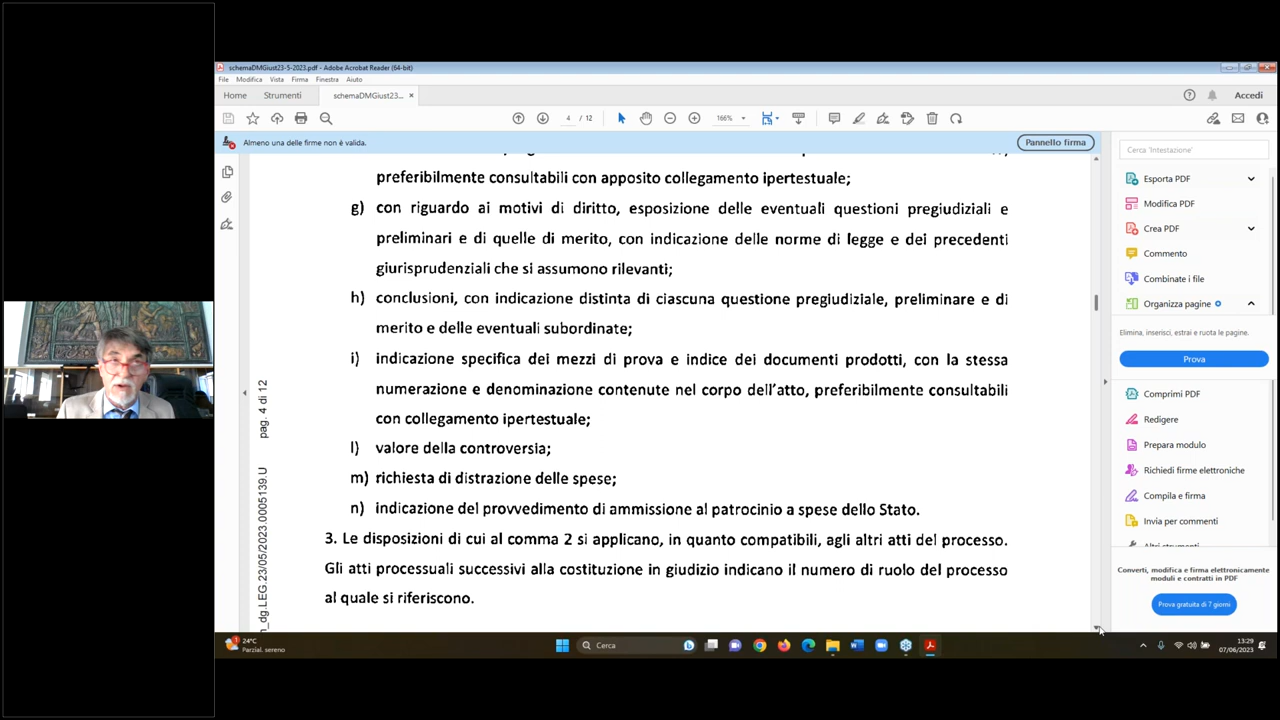 schemaDMGiust23-5-2023.pdf - Adobe Acrobat Reader (64-bit)
File Modifica Vista Firma Finestra Aiuto
Home Strumenti schemaDMGiust23... × Accedi
4 / 12 166%
Almeno una delle firme non è valida. Pannello firma
preferibilmente consultabili con apposito collegamento ipertestuale;
g) con riguardo ai motivi di diritto, esposizione delle eventuali questioni pregiudiziali e
preliminari e di quelle di merito, con indicazione delle norme di legge e dei precedenti
giurisprudenziali che si assumono rilevanti;
h) conclusioni, con indicazione distinta di ciascuna questione pregiudiziale, preliminare e di
merito e delle eventuali subordinate;
i) indicazione specifica dei mezzi di prova e indice dei documenti prodotti, con la stessa
numerazione e denominazione contenute nel corpo dell'atto, preferibilmente consultabili
con collegamento ipertestuale;
l) valore della controversia;
m) richiesta di distrazione delle spese;
n) indicazione del provvedimento di ammissione al patrocinio a spese dello Stato.
3. Le disposizioni di cui al comma 2 si applicano, in quanto compatibili, agli altri atti del processo.
Gli atti processuali successivi alla costituzione in giudizio indicano il numero di ruolo del processo
al quale si riferiscono.
pag. 4 di 12
m_dg.LEG.23/05/2023.0005139.U
Cerca 'Intestazione'
Esporta PDF
Modifica PDF
Crea PDF
Commento
Combinate i file
Organizza pagine
Elimina, inserisci, estrai e ruota le pagine.
Prova
Comprimi PDF
Redigere
Prepara modulo
Richiedi firme elettroniche
Compila e firma
Invia per commenti
Altri strumenti
Converti, modifica e firma elettronicamente
moduli e contratti in PDF
Prova gratuita di 7 giorni
24°C
Parzial. sereno
Cerca
13:29
07/06/2023